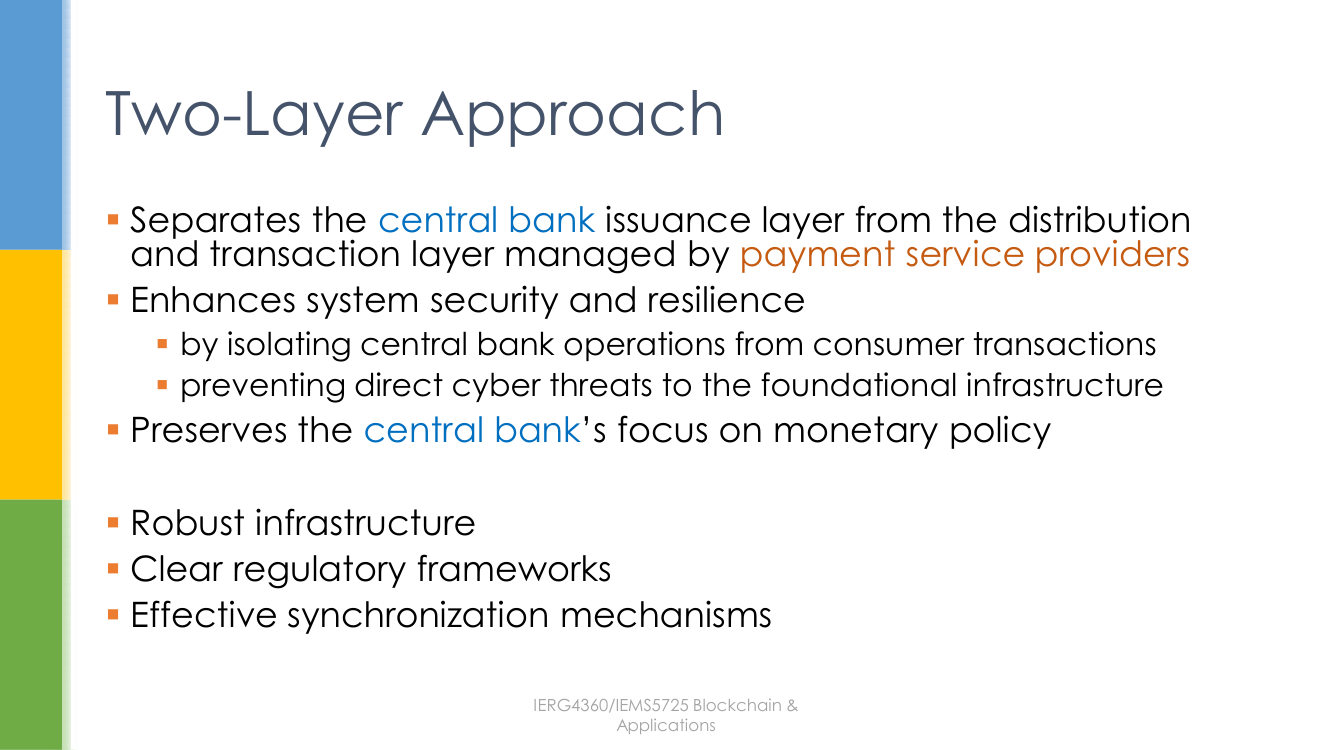 Two-Layer Approach
▪ Separates the central bank issuance layer from the distribution
and transaction layer managed by payment service providers
▪ Enhances system security and resilience
▪ by isolating central bank operations from consumer transactions
▪ preventing direct cyber threats to the foundational infrastructure
▪ Preserves the central bank’s focus on monetary policy
▪ Robust infrastructure
▪ Clear regulatory frameworks
▪ Effective synchronization mechanisms
IERG4360/IEMS5725 Blockchain &
Applications